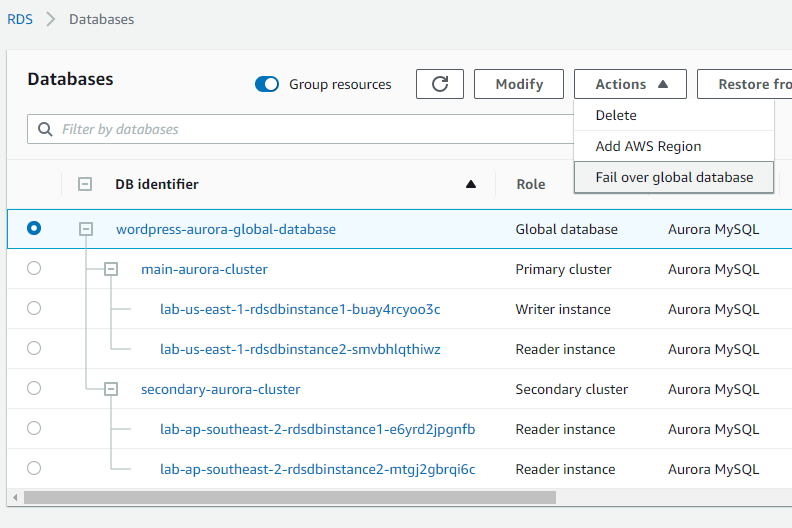 RDS > Databases
Databases
Group resources
Modify
Actions
Restore fro
Delete
Add AWS Region
Fail over global database
Filter by databases
DB identifier
Role
wordpress-aurora-global-database Global database Aurora MySQL
main-aurora-cluster Primary cluster Aurora MySQL
lab-us-east-1-rdsdbinstance1-buay4rcyoo3c Writer instance Aurora MySQL
lab-us-east-1-rdsdbinstance2-smvbhlqthiwz Reader instance Aurora MySQL
secondary-aurora-cluster Secondary cluster Aurora MySQL
lab-ap-southeast-2-rdsdbinstance1-e6yrd2jpgnfb Reader instance Aurora MySQL
lab-ap-southeast-2-rdsdbinstance2-mtgj2gbrqi6c Reader instance Aurora MySQL